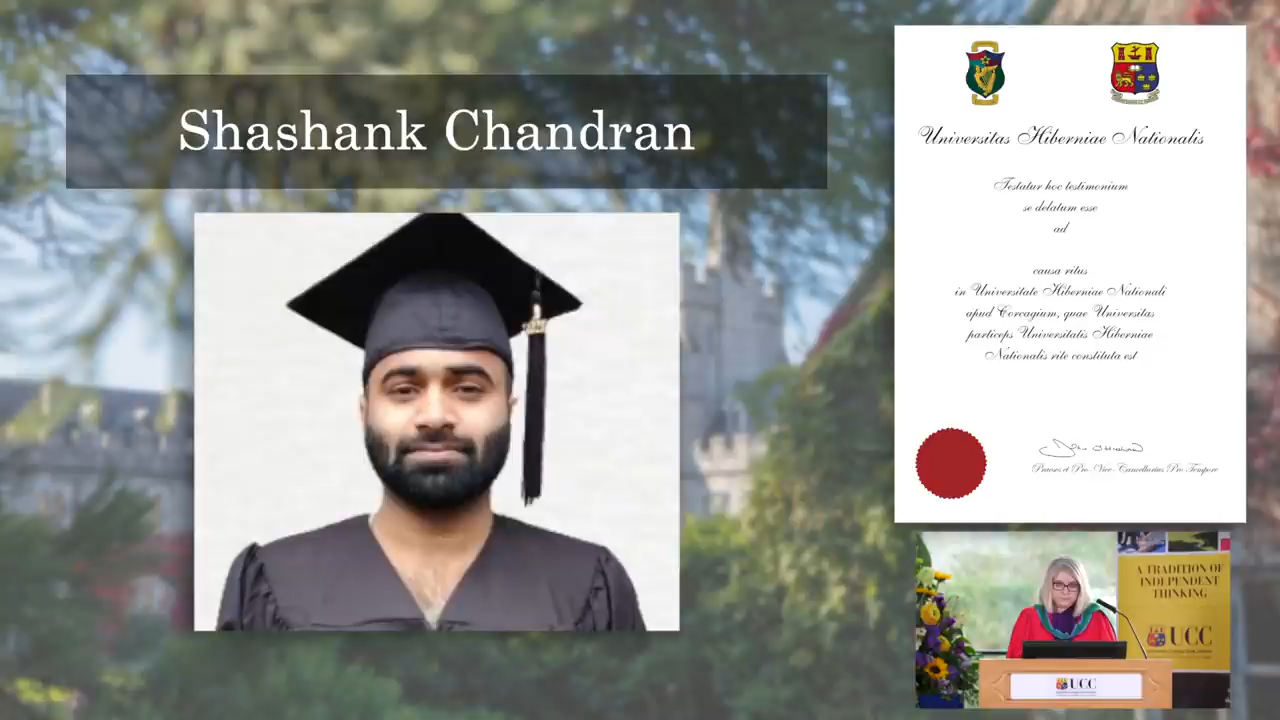 Shashank Chandran
Universitas Hiberniae Nationalis
Testatur hoc testimonium
se delatum esse
ad
causa ritus
in Universitate Hiberniae Nationali
apud Corcagium, quae Universitas
particeps Universitatis Hiberniae
Nationalis rite constituta est
Praeses et Pro-Vice-Cancellarius Pro Tempore
A TRADITION OF
INDEPENDENT
THINKING
UCC
UCC